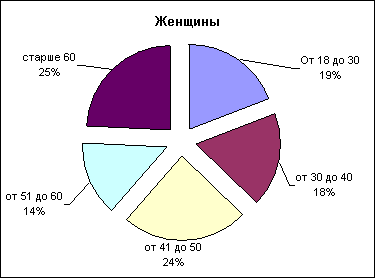 Женщины
От 18 до 30
19%
от 30 до 40
18%
от 41 до 50
24%
от 51 до 60
14%
старше 60
25%